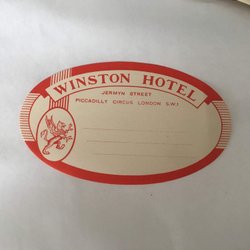 WINSTON HOTEL
JERMYN STREET
PICCADILLY CIRCUS LONDON S.W.1